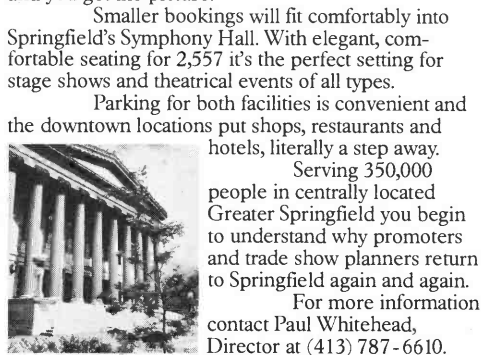 Smaller bookings will fit comfortably into
Springfield's Symphony Hall. With elegant, com-
fortable seating for 2,557 it's the perfect setting for
stage shows and theatrical events of all types.
Parking for both facilities is convenient and
the downtown locations put shops, restaurants and
hotels, literally a step away.
Serving 350,000
people in centrally located
Greater Springfield you begin
to understand why promoters
and trade show planners return
to Springfield again and again.
For more information
contact Paul Whitehead,
Director at (413) 787-6610.